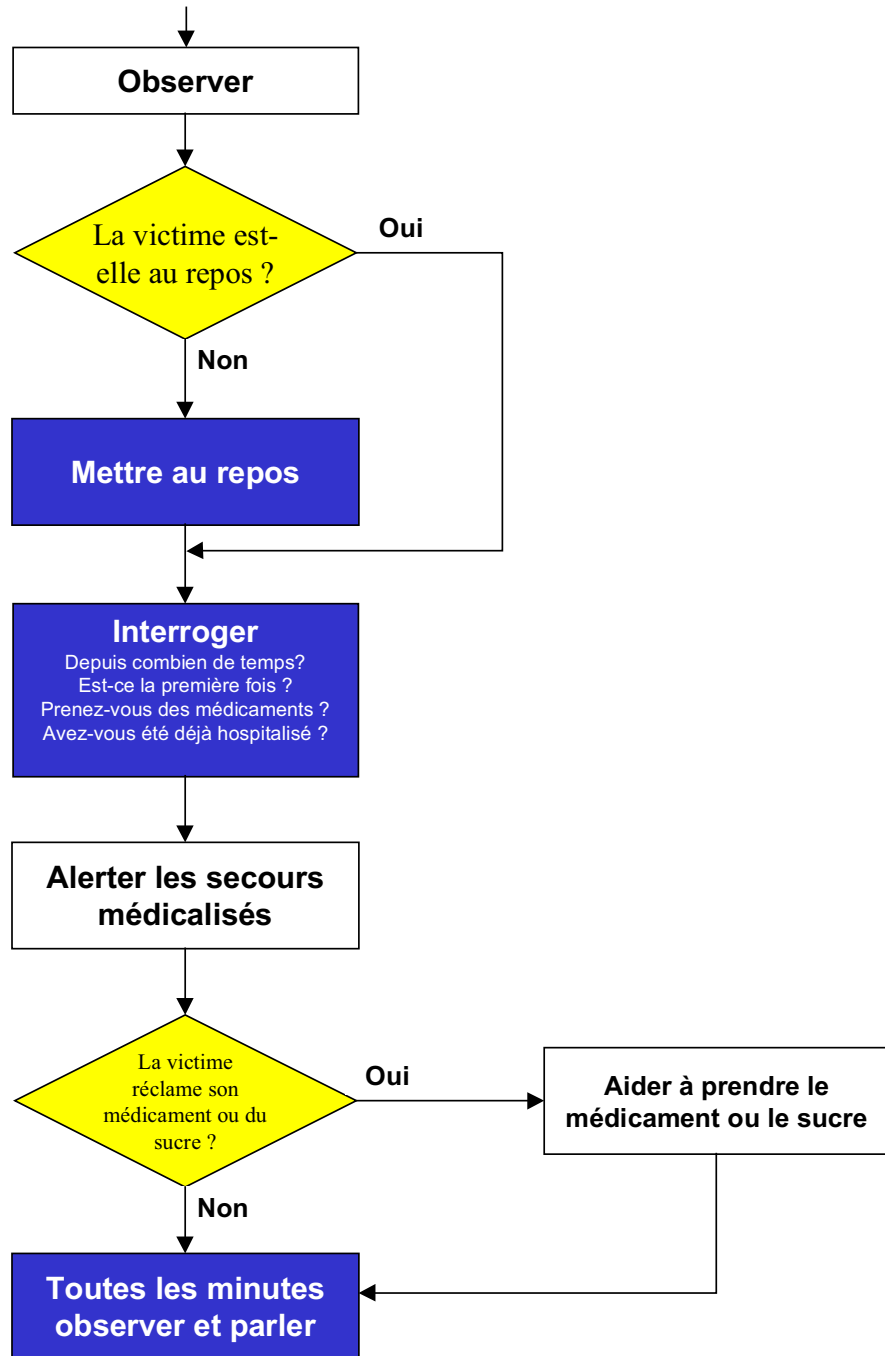 Observer
La victime est-
elle au repos ?
Oui
Non
Mettre au repos
Interroger
Depuis combien de temps?
Est-ce la première fois ?
Prenez-vous des médicaments ?
Avez-vous été déjà hospitalisé ?
Alerter les secours
médicalisés
La victime
réclame son
médicament ou du
sucre ?
Oui
Aider à prendre le
médicament ou le sucre
Non
Toutes les minutes
observer et parler